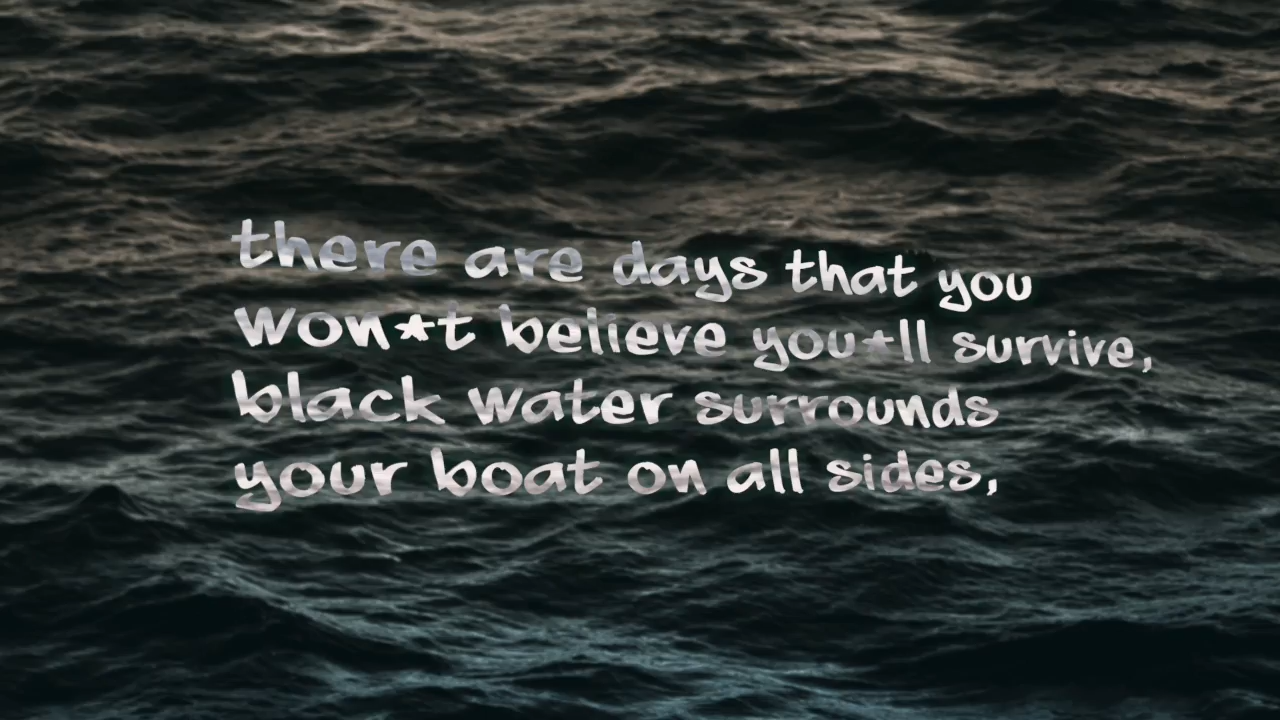 there are days that you
won*t believe you*ll survive,
black water surrounds
your boat on all sides,